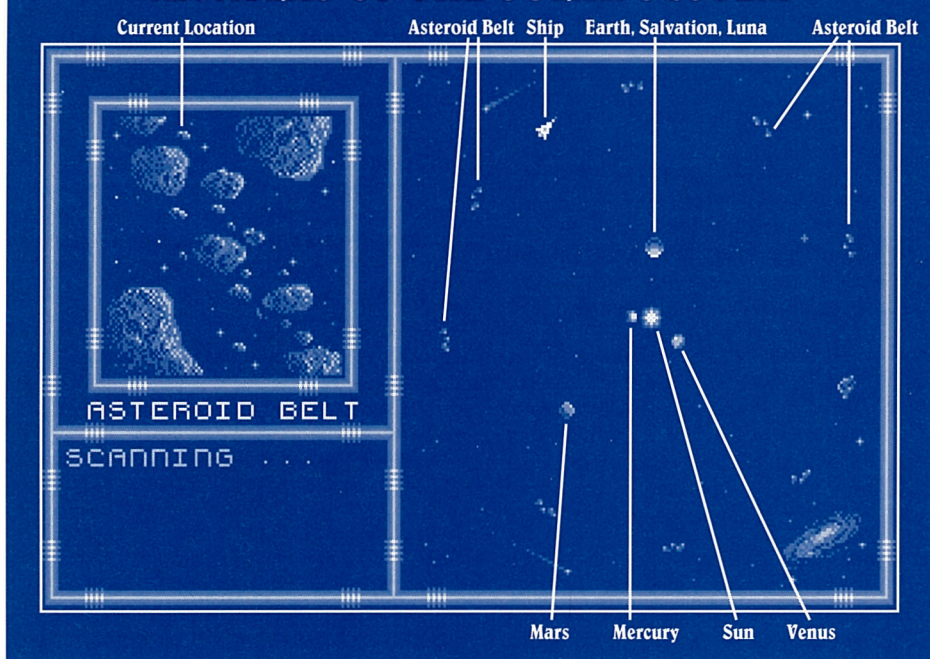 Current Location
Asteroid Belt
Ship
Earth, Salvation, Luna
Asteroid Belt
ASTEROID BELT
SCANNING ...
Mars
Mercury
Sun
Venus